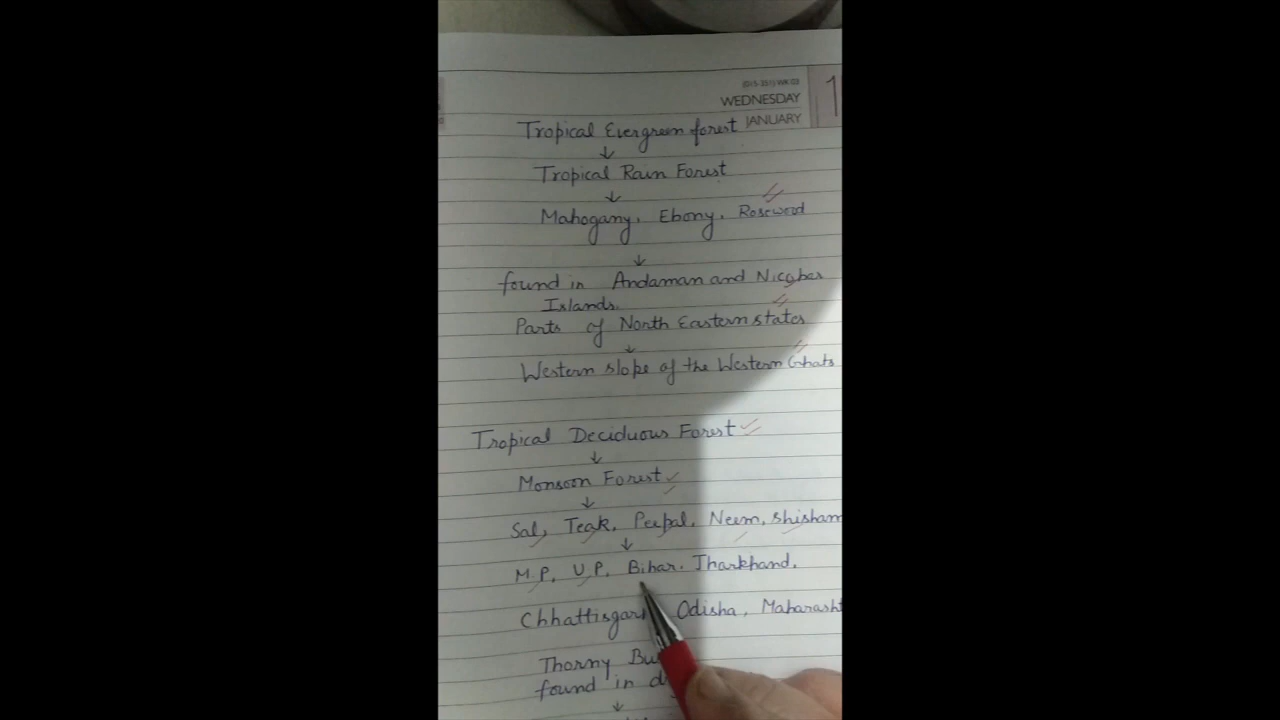 WEDNESDAY
JANUARY
Tropical Evergreen forest
↓
Tropical Rain Forest
↓
Mahogany, Ebony, Rosewood
↓
found in Andaman and Nicobar
Islands.
Parts of North Eastern states
↓
Western slope of the Western Ghats
Tropical Deciduous Forest
↓
Monsoon Forest
↓
Sal, Teak, Peepal, Neem, Shisham
↓
M.P, U.P, Bihar. Jharkhand.
Chhattisgar Odisha, Maharasht
Thorny Bu
found in d
↓